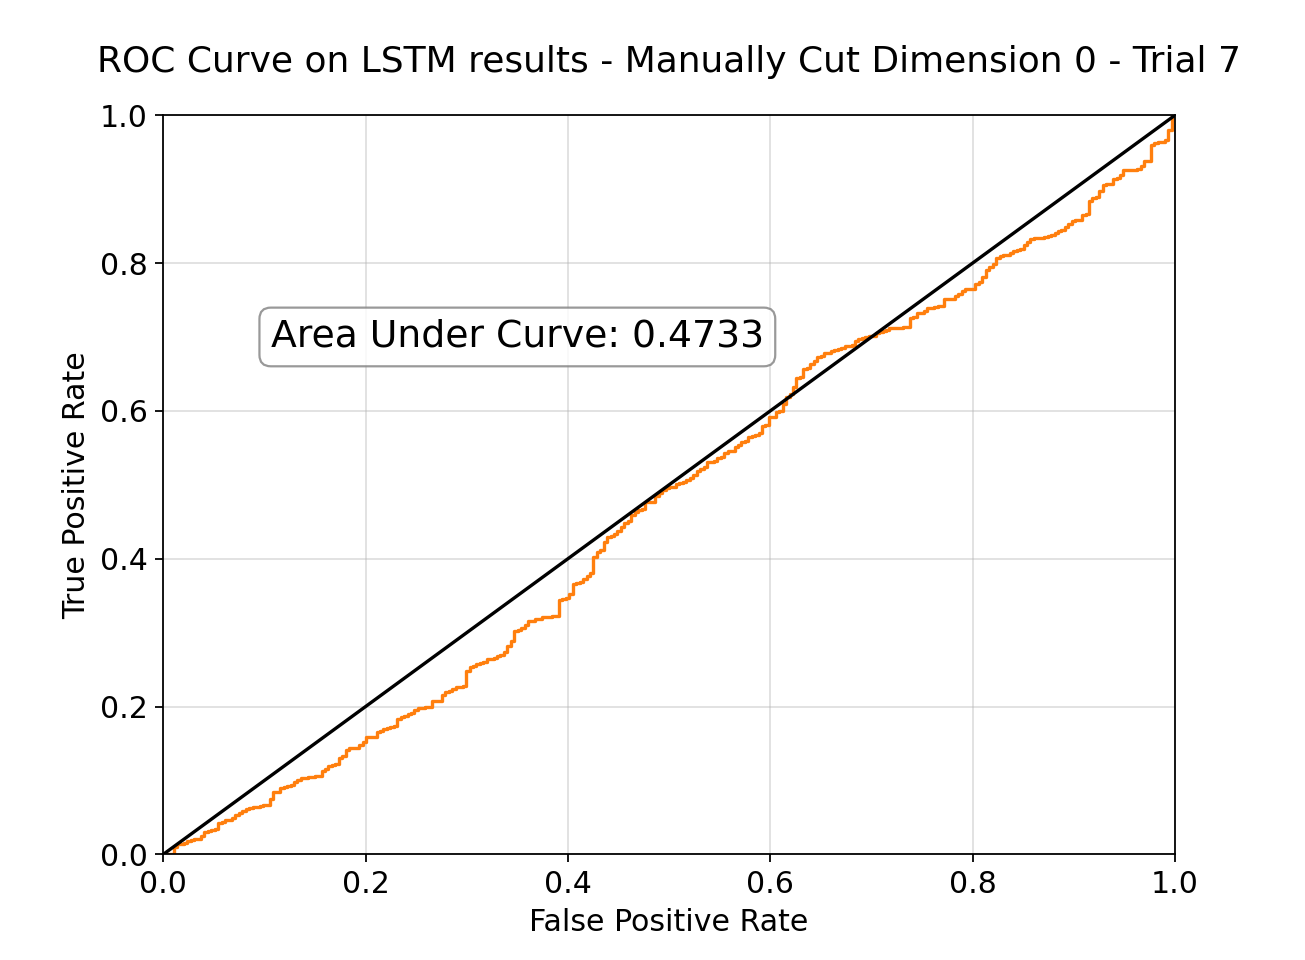 ROC Curve on LSTM results - Manually Cut Dimension 0 - Trial 7
1.0
0.8
Area Under Curve: 0.4733
0.6
True Positive Rate
0.4
0.2
0.0
0.0 0.2 0.4 0.6 0.8 1.0
False Positive Rate